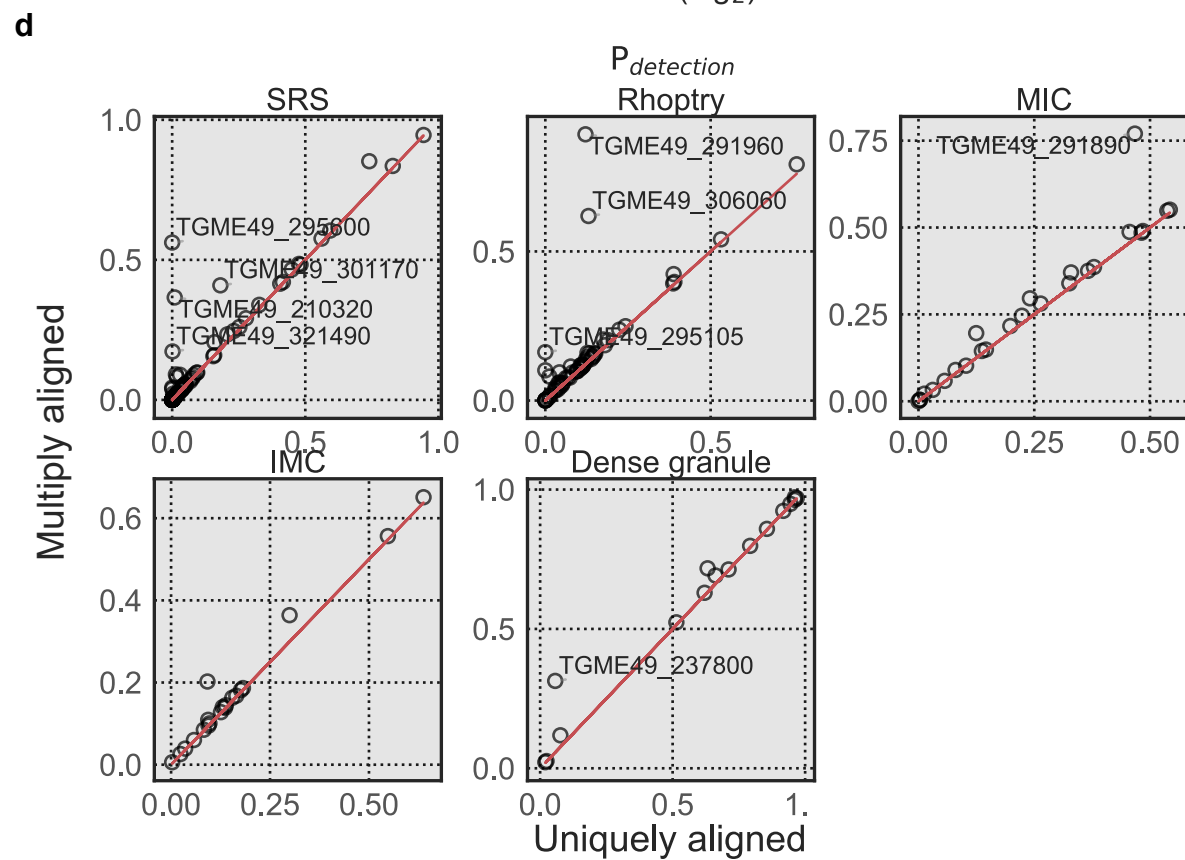 d
P detection
SRS
Rhoptry
MIC
1.0
0.5
0.0
TGME49_295600
TGME49_301170
TGME49_210320
TGME49_321490
0.0
0.5
1.0
0.5
0.0
TGME49_291960
TGME49_306060
TGME49_295105
0.0
0.5
0.75
0.50
0.25
0.00
TGME49_291890
0.00
0.25
0.50
Multiply aligned
IMC
Dense granule
0.6
0.4
0.2
0.0
0.00
0.25
0.50
1.0
0.5
0.0
TGME49_237800
0.0
0.5
1.
Uniquely aligned